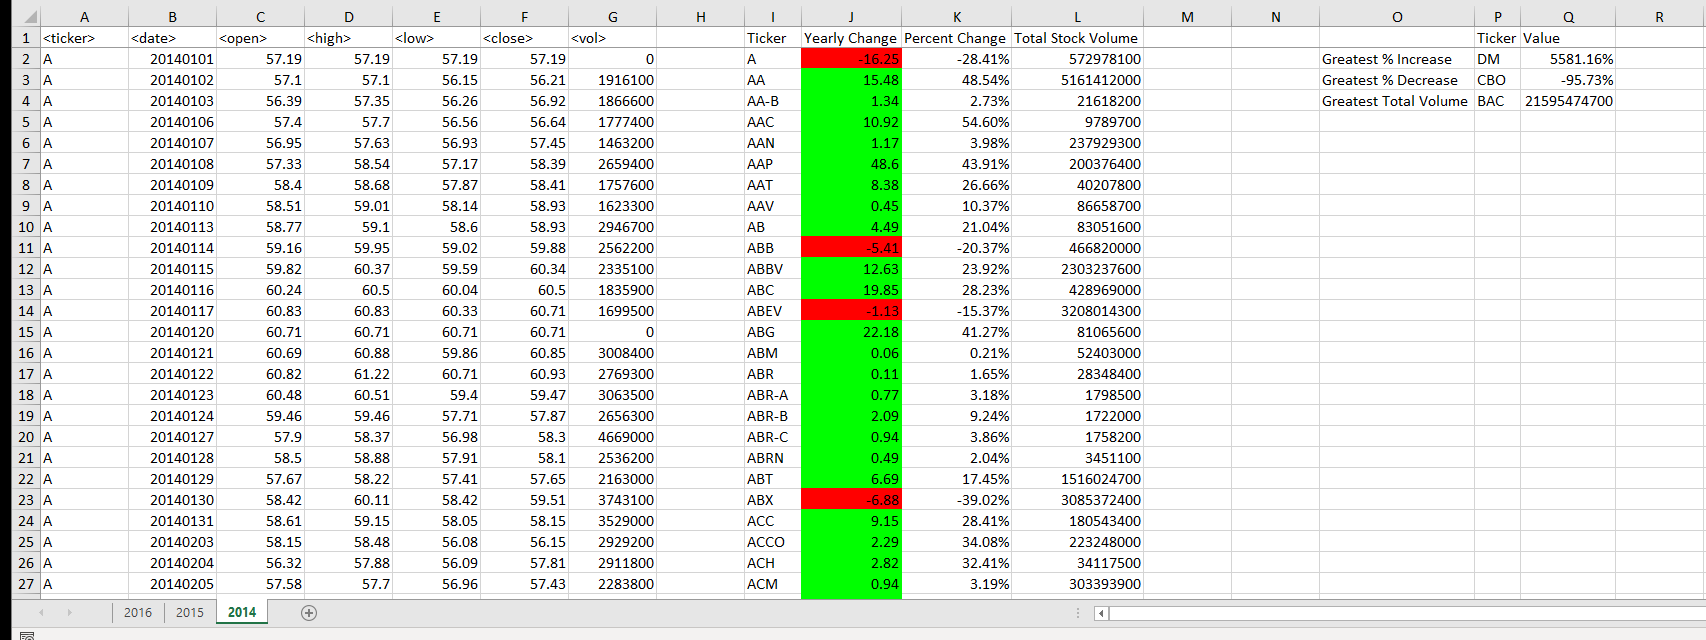 A B C D E F G H I J K L M N O P Q R
1 <ticker> <date> <open> <high> <low> <close> <vol> Ticker Yearly Change Percent Change Total Stock Volume Ticker Value
2 A 20140101 57.19 57.19 57.19 57.19 0 A -16.25 -28.41% 572978100 Greatest % Increase DM 5581.16%
3 A 20140102 57.1 57.1 56.15 56.21 1916100 AA 15.48 48.54% 5161412000 Greatest % Decrease CBO -95.73%
4 A 20140103 56.39 57.35 56.26 56.92 1866600 AA-B 1.34 2.73% 21618200 Greatest Total Volume BAC 21595474700
5 A 20140106 57.4 57.7 56.56 56.64 1777400 AAC 10.92 54.60% 9789700
6 A 20140107 56.95 57.63 56.93 57.45 1463200 AAN 1.17 3.98% 237929300
7 A 20140108 57.33 58.54 57.17 58.39 2659400 AAP 48.6 43.91% 200376400
8 A 20140109 58.4 58.68 57.87 58.41 1757600 AAT 8.38 26.66% 40207800
9 A 20140110 58.51 59.01 58.14 58.93 1623300 AAV 0.45 10.37% 86658700
10 A 20140113 58.77 59.1 58.6 58.93 2946700 AB 4.49 21.04% 83051600
11 A 20140114 59.16 59.95 59.02 59.88 2562200 ABB -5.41 -20.37% 466820000
12 A 20140115 59.82 60.37 59.59 60.34 2335100 ABBV 12.63 23.92% 2303237600
13 A 20140116 60.24 60.5 60.04 60.5 1835900 ABC 19.85 28.23% 428969000
14 A 20140117 60.83 60.83 60.33 60.71 1699500 ABEV -1.13 -15.37% 3208014300
15 A 20140120 60.71 60.71 60.71 60.71 0 ABG 22.18 41.27% 81065600
16 A 20140121 60.69 60.88 59.86 60.85 3008400 ABM 0.06 0.21% 52403000
17 A 20140122 60.82 61.22 60.71 60.93 2769300 ABR 0.11 1.65% 28348400
18 A 20140123 60.48 60.51 59.4 59.47 3063500 ABR-A 0.77 3.18% 1798500
19 A 20140124 59.46 59.46 57.71 57.87 2656300 ABR-B 2.09 9.24% 1722000
20 A 20140127 57.9 58.37 56.98 58.3 4669000 ABR-C 0.94 3.86% 1758200
21 A 20140128 58.5 58.88 57.91 58.1 2536200 ABRN 0.49 2.04% 3451100
22 A 20140129 57.67 58.22 57.41 57.65 2163000 ABT 6.69 17.45% 1516024700
23 A 20140130 58.42 60.11 58.42 59.51 3743100 ABX -6.88 -39.02% 3085372400
24 A 20140131 58.61 59.15 58.05 58.15 3529000 ACC 9.15 28.41% 180543400
25 A 20140203 58.15 58.48 56.08 56.15 2929200 ACCO 2.29 34.08% 223248000
26 A 20140204 56.32 57.88 56.09 57.81 2911800 ACH 2.82 32.41% 34117500
27 A 20140205 57.58 57.7 56.96 57.43 2283800 ACM 0.94 3.19% 303393900
2016 2015 2014